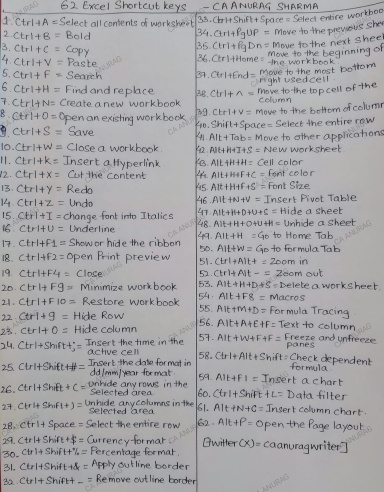 62 Excel Shortcut keys - CA ANURAG SHARMA
1. Ctrl+A = Select all contents of worksheet
2. Ctrl+B = Bold
3. Ctrl+C = Copy
4. Ctrl+V = Paste
5. Ctrl+F = Search
6. Ctrl+H = Find and replace
7. Ctrl+N = Create a new workbook
8. Ctrl+O = Open an existing workbook
9. Ctrl+S = Save
10. Ctrl+W = Close a workbook
11. Ctrl+K = Insert a Hyperlink
12. Ctrl+X = Cut the content
13. Ctrl+Y = Redo
14. Ctrl+Z = Undo
15. Ctrl+I = change font into Italics
16. Ctrl+U = Underline
17. Ctrl+F1 = Show or hide the ribbon
18. Ctrl+F2 = Open Print preview
19. Ctrl+F4 = Close
20. Ctrl+F9 = Minimize workbook
21. Ctrl+F10 = Restore workbook
22. Ctrl+9 = Hide Row
23. Ctrl+0 = Hide column
24. Ctrl+Shift+; = Insert the time in the
active cell
25. Ctrl+Shift+# = Insert the date format in
dd/mm/year format
26. Ctrl+Shift+( = Unhide any rows in the
Selected area
27. Ctrl+Shift+) = Unhide any columns in the
Selected area
28. Ctrl+Space = Select the entire row
29. Ctrl+Shift+$ = Currency format
30. Ctrl+Shift+% = Percentage format
31. Ctrl+Shift+& = Apply outline border
32. Ctrl+Shift+_ = Remove outline border
33. Ctrl+Shift+Space = Select entire workboo
34. Ctrl+PgUP = Move to the previous shee
35. Ctrl+PgDn = Move to the next sheet
36. Ctrl+Home = Move to the beginning of
the workbook
37. Ctrl+End = Move to the most bottom
right used cell
38. Ctrl+^ = Move to the top cell of the
column
39. Ctrl+v = Move to the bottom of column
40. Shift+Space = Select the entire row
41. Alt+Tab = Move to other applications
42. Alt+H+I+S = New worksheet
43. Alt+H+H = Cell color
44. Alt+H+F+C = Font color
45. Alt+H+F+S = Font Size
46. Alt+N+V = Insert Pivot Table
47. Alt+H+O+U+S = Hide a sheet
48. Alt+H+O+U+H = Unhide a sheet
49. Alt+H = Go to Home Tab
50. Alt+W = Go to formula Tab
51. Ctrl+Alt+ = Zoom in
52. Ctrl+Alt - = Zoom out
53. Alt+H+D+S = Delete a worksheet
54. Alt+F8 = Macros
55. Alt+M+D = Formula Tracing
56. Alt+A+E+F = Text to column
57. Alt+W+F+F = Freeze and unfreeze
panes
58. Ctrl+Alt+Shift = Check dependent
formula
59. Alt+F1 = Insert a chart
60. Ctrl+Shift+L = Data filter
61. Alt+N+C = Insert column chart
62. Alt+P = Open the Page layout
[Twitter(X) = caanuragwriter]